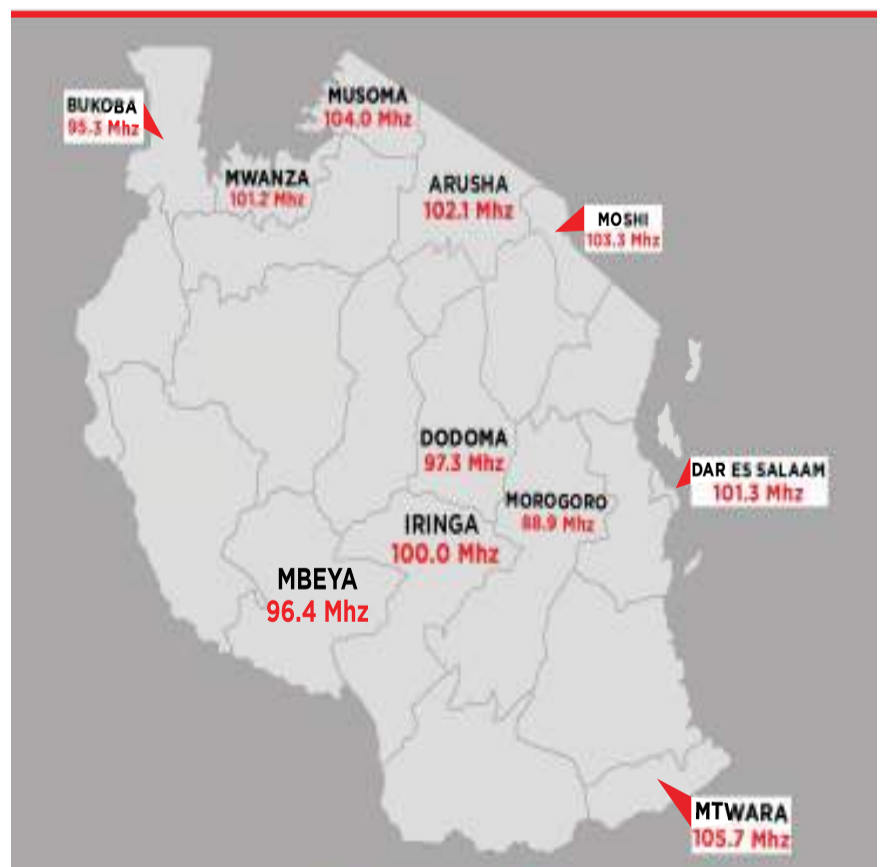 BUKOBA
95.3 Mhz
MUSOMA
104.0 Mhz
MWANZA
101.2 Mhz
ARUSHA
102.1 Mhz
MOSHI
103.3 Mhz
DODOMA
97.3 Mhz
DAR ES SALAAM
101.3 Mhz
MOROGORO
88.9 Mhz
IRINGA
100.0 Mhz
MBEYA
96.4 Mhz
MTWARA
105.7 Mhz